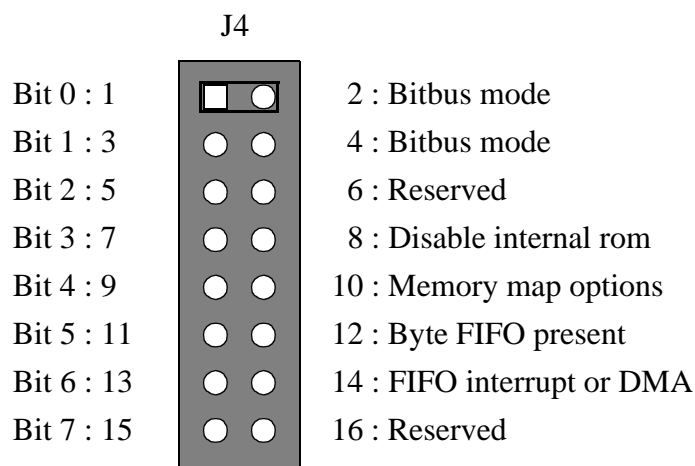 J4
Bit 0 : 1 2 : Bitbus mode
Bit 1 : 3 4 : Bitbus mode
Bit 2 : 5 6 : Reserved
Bit 3 : 7 8 : Disable internal rom
Bit 4 : 9 10 : Memory map options
Bit 5 : 11 12 : Byte FIFO present
Bit 6 : 13 14 : FIFO interrupt or DMA
Bit 7 : 15 16 : Reserved